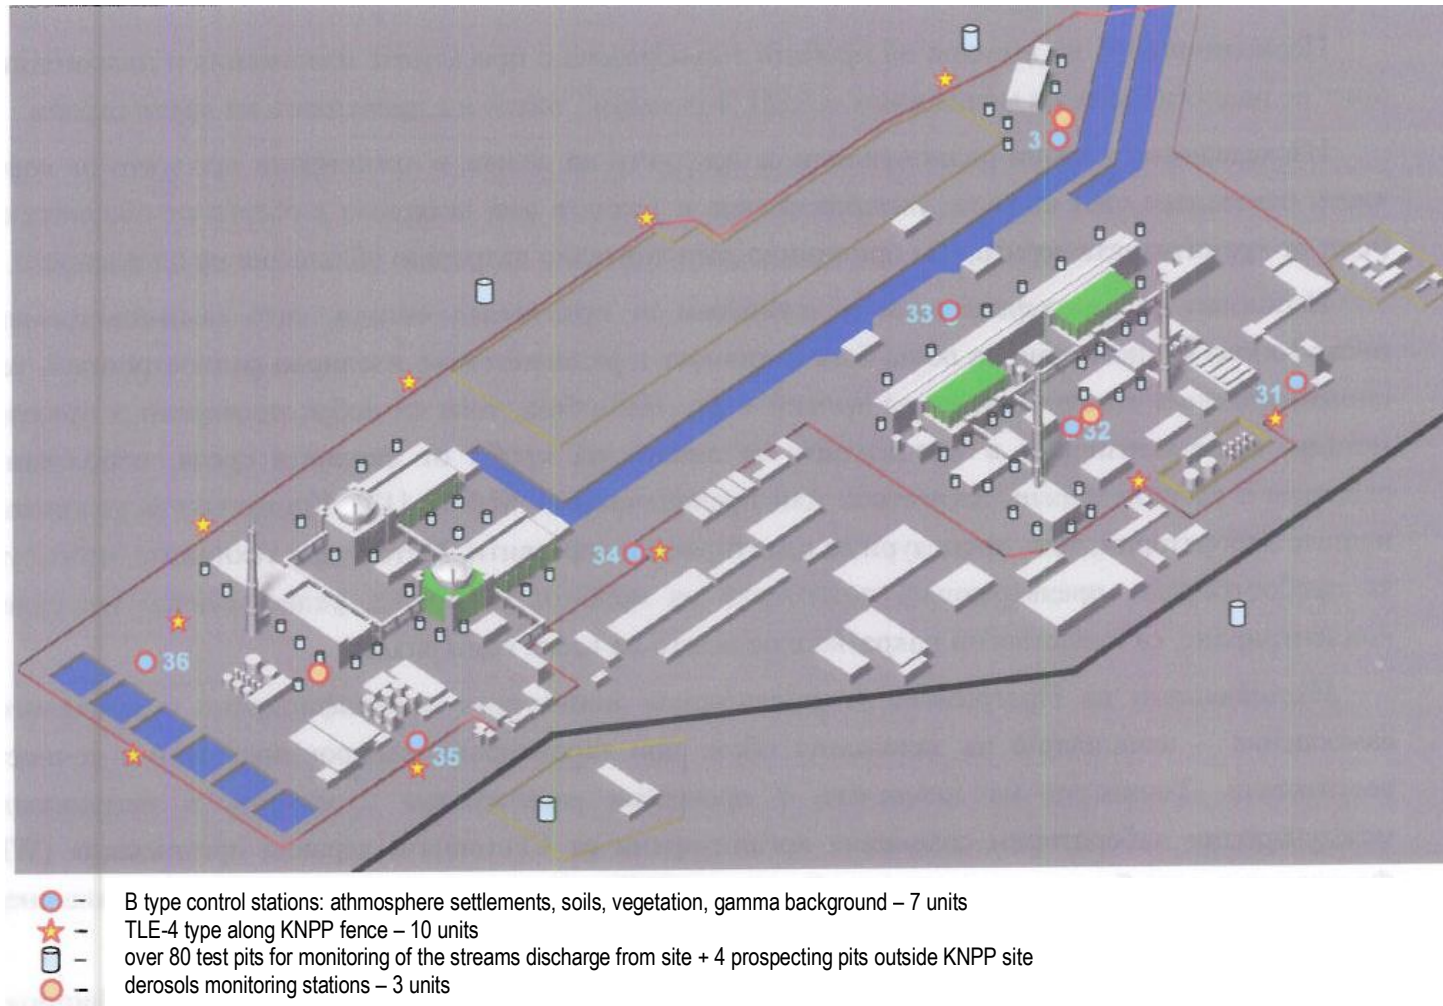 3
33
31
32
34
36
35
B type control stations: athmosphere settlements, soils, vegetation, gamma background – 7 units
TLE-4 type along KNPP fence – 10 units
over 80 test pits for monitoring of the streams discharge from site + 4 prospecting pits outside KNPP site
derosols monitoring stations – 3 units